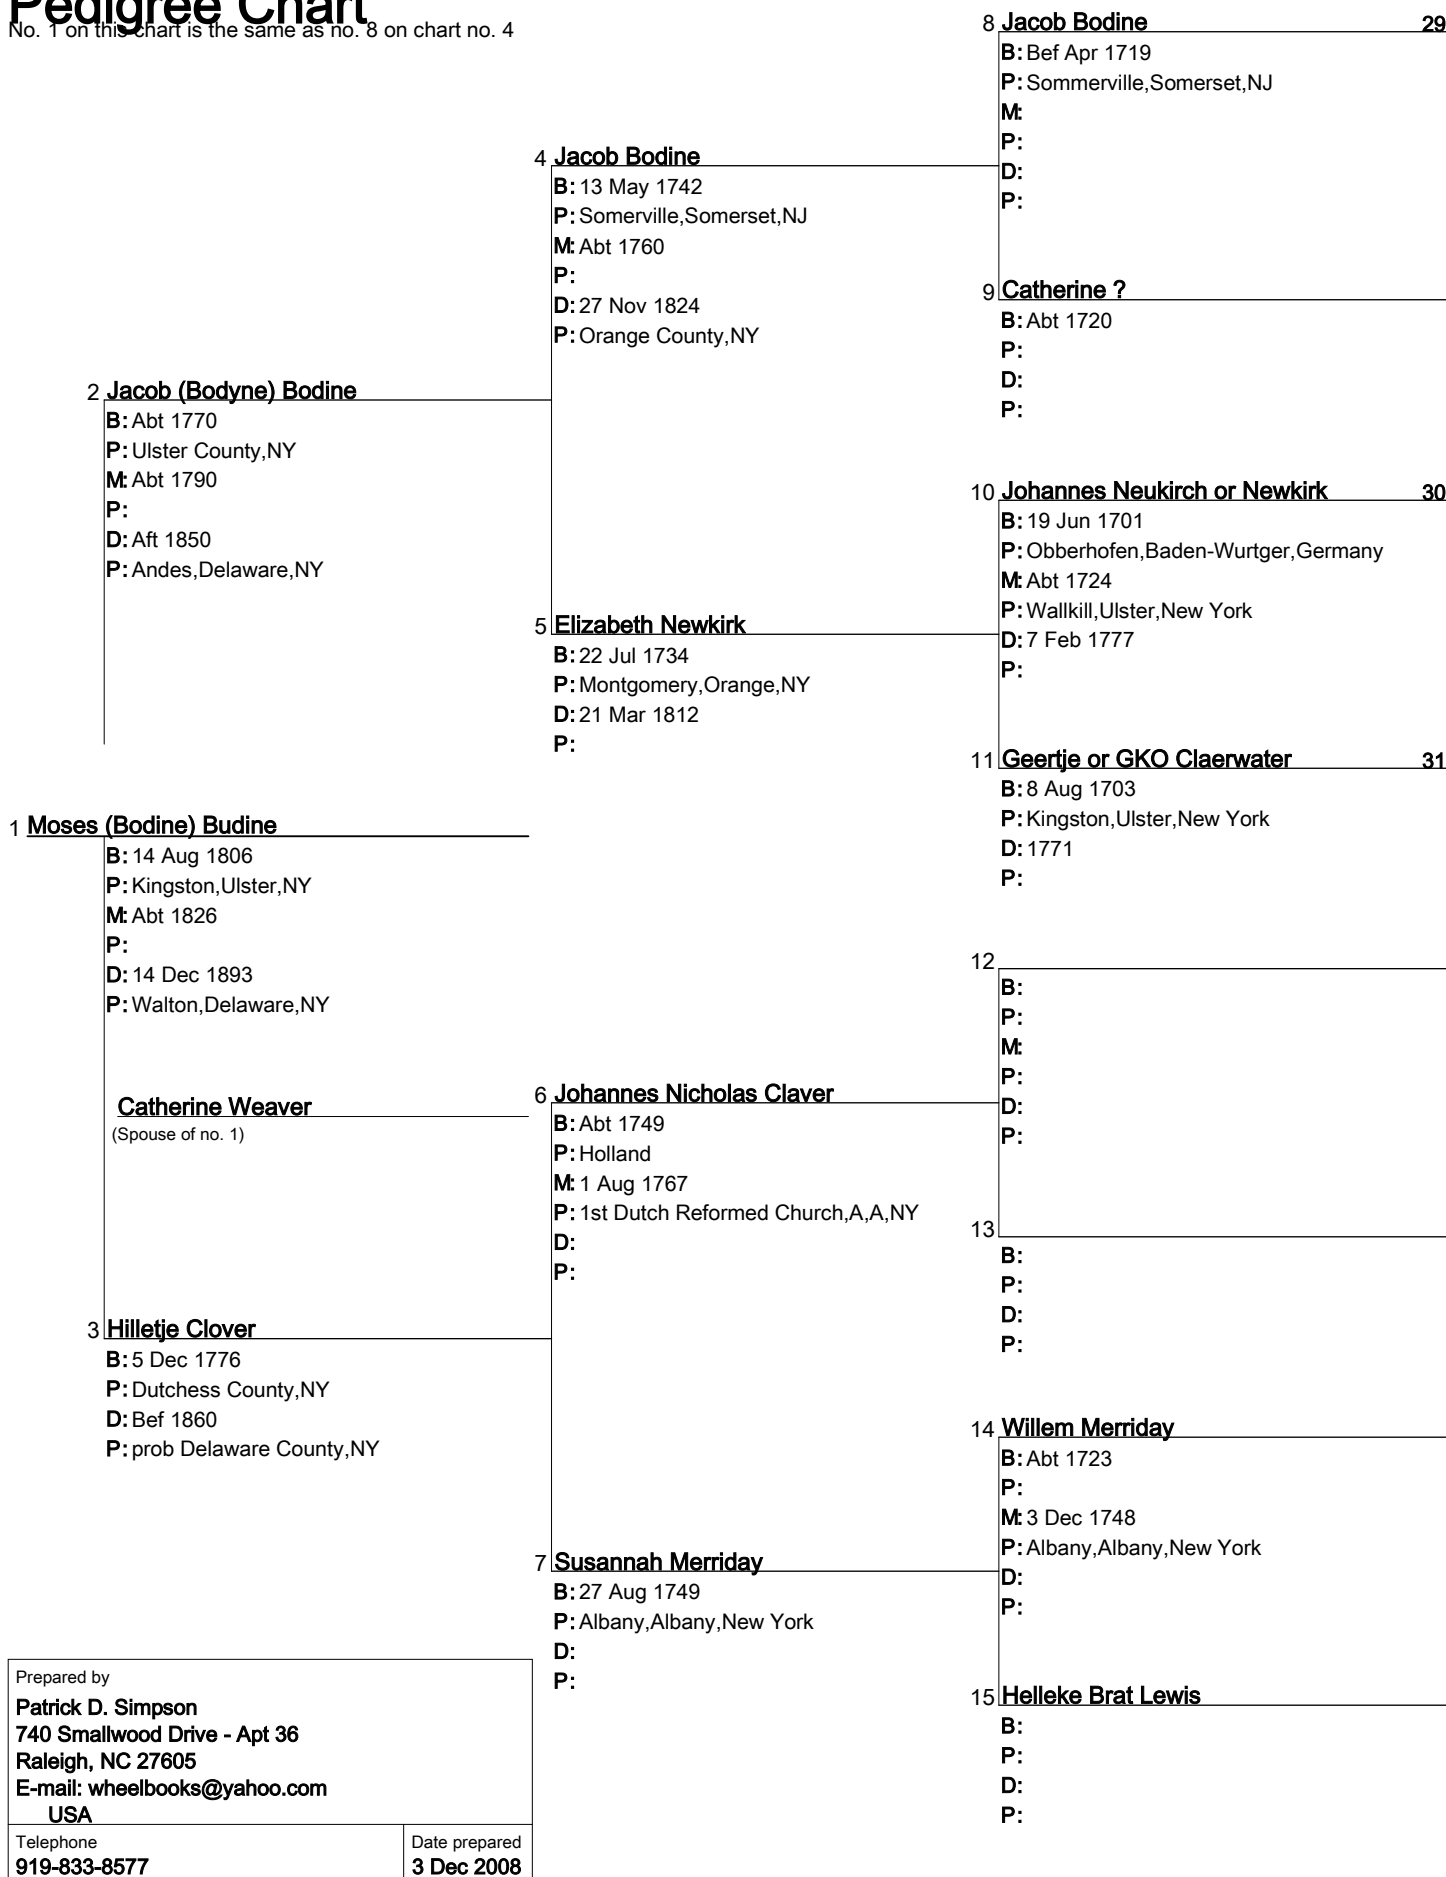 Pedigree Chart
No. 1 on this chart is the same as no. 8 on chart no. 4
8 Jacob Bodine 29
B: Bef Apr 1719
P: Sommerville,Somerset,NJ
M:
P:
D:
P:
4 Jacob Bodine
B: 13 May 1742
P: Somerville,Somerset,NJ
M: Abt 1760
P:
D: 27 Nov 1824
P: Orange County,NY
9 Catherine ?
B: Abt 1720
P:
D:
P:
2 Jacob (Bodyne) Bodine
B: Abt 1770
P: Ulster County,NY
M: Abt 1790
P:
D: Aft 1850
P: Andes,Delaware,NY
10 Johannes Neukirch or Newkirk 30
B: 19 Jun 1701
P: Obberhofen,Baden-Wurtger,Germany
M: Abt 1724
P: Wallkill,Ulster,New York
D: 7 Feb 1777
P:
5 Elizabeth Newkirk
B: 22 Jul 1734
P: Montgomery,Orange,NY
D: 21 Mar 1812
P:
11 Geertje or GKO Claerwater 31
B: 8 Aug 1703
P: Kingston,Ulster,New York
D: 1771
P:
1 Moses (Bodine) Budine
B: 14 Aug 1806
P: Kingston,Ulster,NY
M: Abt 1826
P:
D: 14 Dec 1893
P: Walton,Delaware,NY
12
B:
P:
M:
P:
D:
P:
Catherine Weaver
(Spouse of no. 1)
6 Johannes Nicholas Claver
B: Abt 1749
P: Holland
M: 1 Aug 1767
P: 1st Dutch Reformed Church,A,A,NY
D:
P:
13
B:
P:
D:
P:
3 Hilletje Clover
B: 5 Dec 1776
P: Dutchess County,NY
D: Bef 1860
P: prob Delaware County,NY
14 Willem Merriday
B: Abt 1723
P:
M: 3 Dec 1748
P: Albany,Albany,New York
D:
P:
7 Susannah Merriday
B: 27 Aug 1749
P: Albany,Albany,New York
D:
P:
15 Helleke Brat Lewis
B:
P:
D:
P:
Prepared by
Patrick D. Simpson
740 Smallwood Drive - Apt 36
Raleigh, NC 27605
E-mail: wheelbooks@yahoo.com
USA
Telephone
919-833-8577
Date prepared
3 Dec 2008